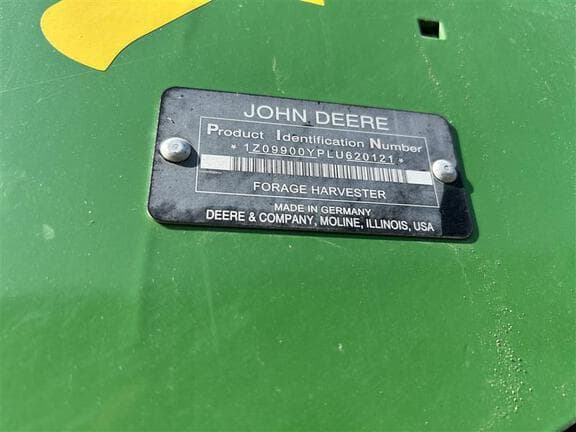 JOHN DEERE
Product Identification Number
* 1Z09900YPLU620121 *
FORAGE HARVESTER
MADE IN GERMANY
DEERE & COMPANY, MOLINE, ILLINOIS, USA